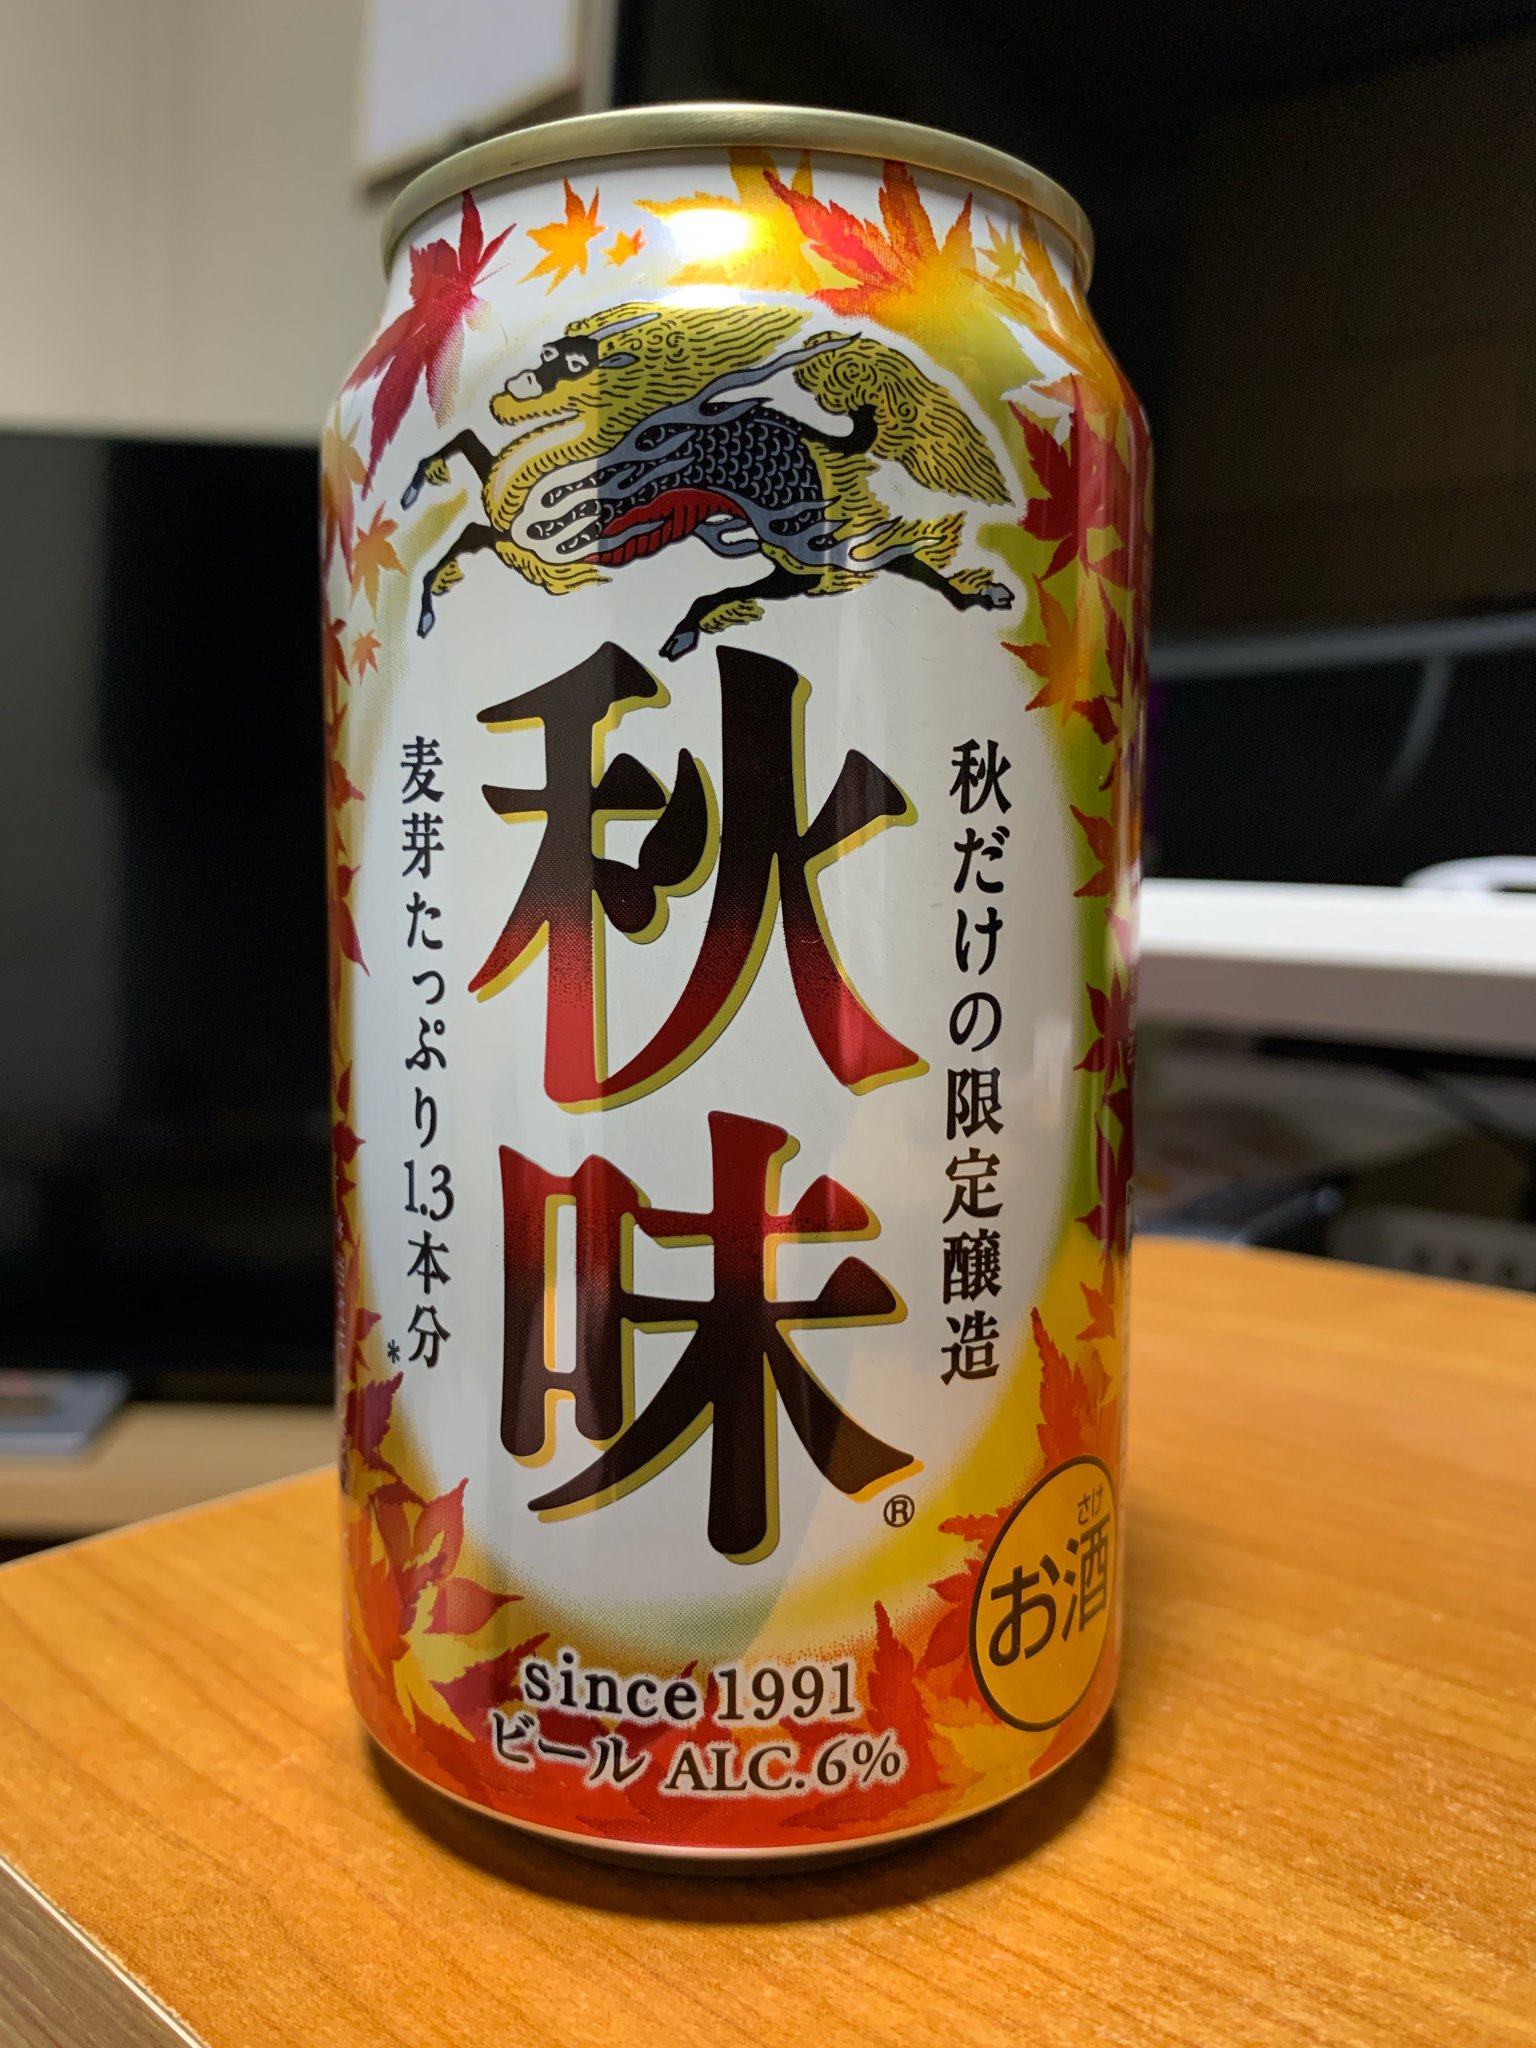 秋味
®
秋だけの限定醸造
麦芽たっぷり1.3本分
*
さけ
お酒
since 1991
ビール ALC.6%